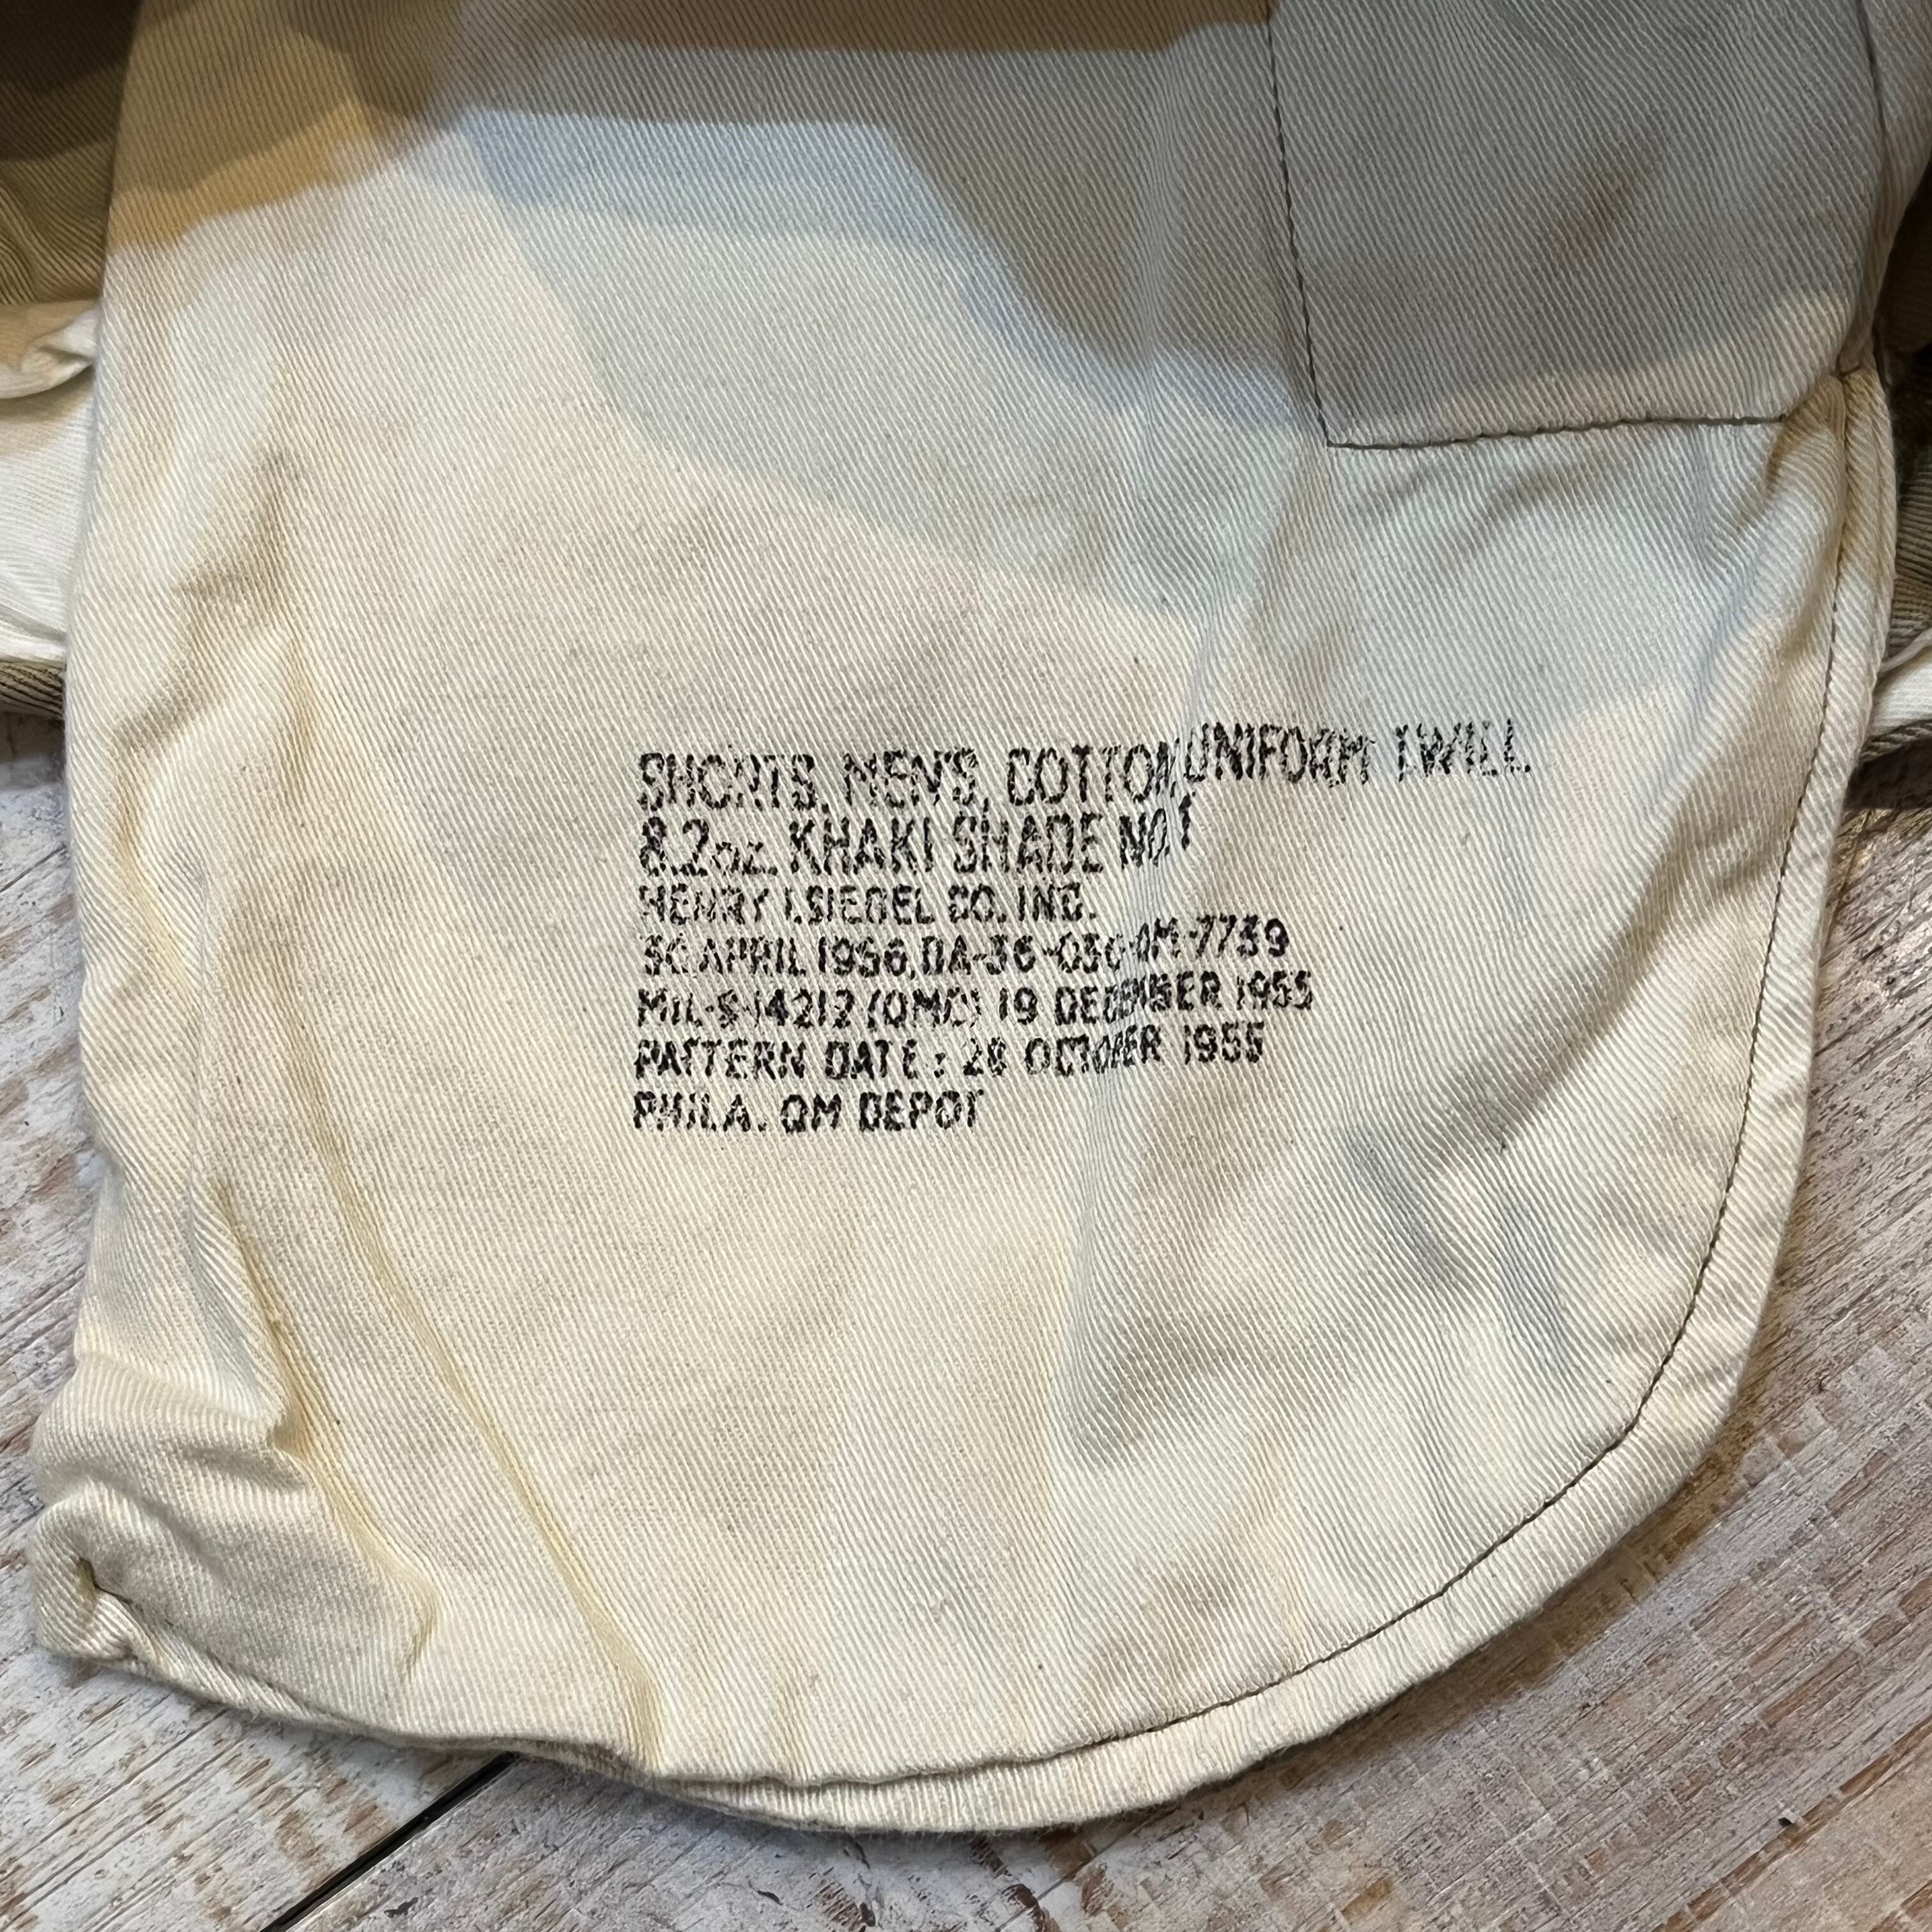 SHORTS, MEN'S, COTTON UNIFORM TWILL
8.2oz. KHAKI SHADE NO.1
HENRY I.SIEGEL CO. INC.
30 APRIL 1956, DA-36-030-QM-7739
MIL-S-14212 (QMC) 19 DECEMBER 1955
PATTERN DATE: 28 OCTOBER 1955
PHILA. QM DEPOT